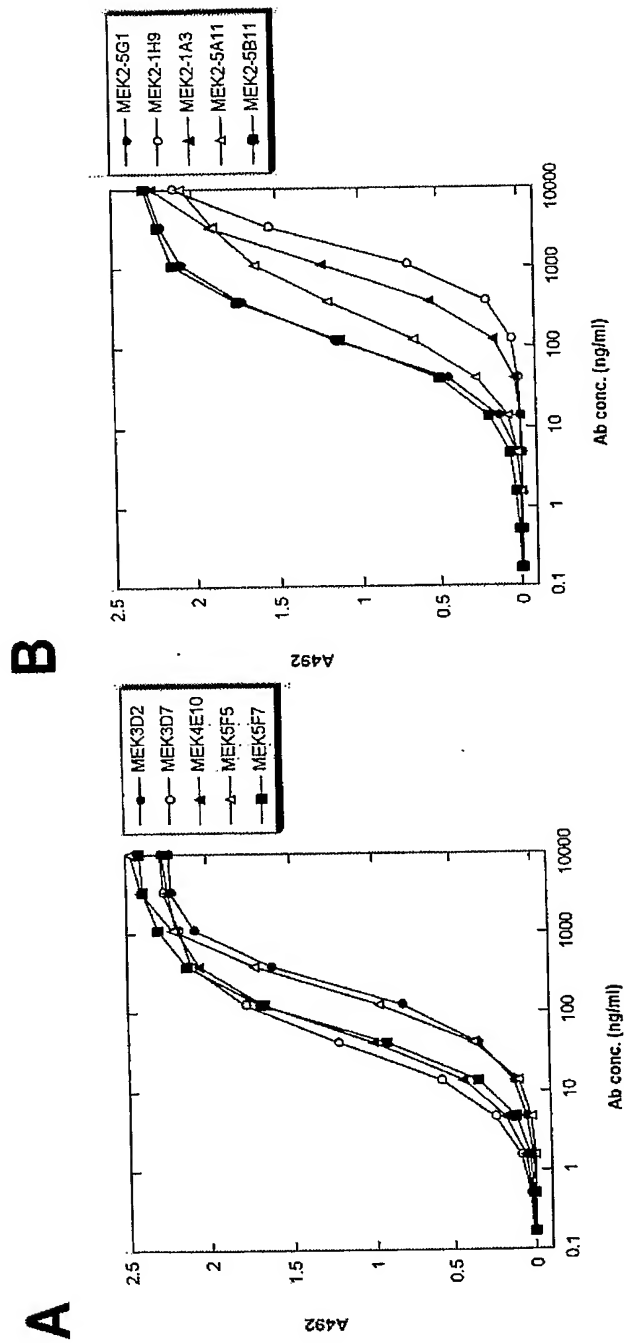 A
2.5
2
1.5
1
0.5
0
A492
0.1
1
10
100
1000
10000
Ab conc. (ng/ml)
MEK3D2
MEK3D7
MEK4E10
MEK5F5
MEK5F7
B
2.5
2
1.5
1
0.5
0
A492
0.1
1
10
100
1000
10000
Ab conc. (ng/ml)
MEK2-5G1
MEK2-1H9
MEK2-1A3
MEK2-5A11
MEK2-5B11